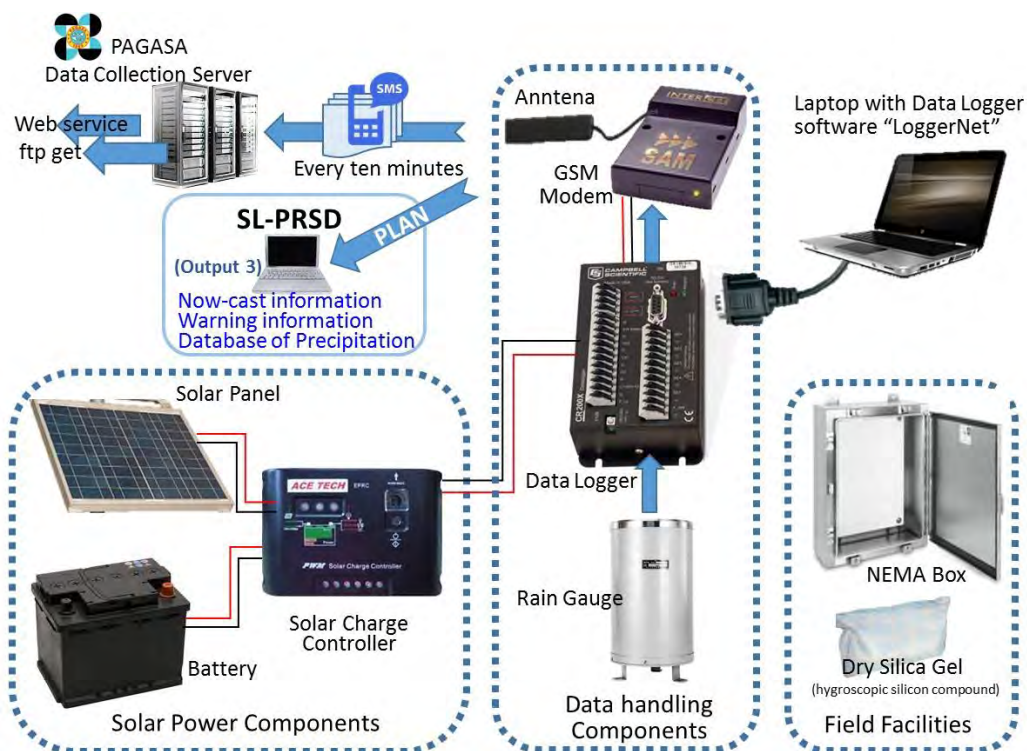 PAGASA
Data Collection Server
Web service
ftp get
SMS
Every ten minutes
PLAN
SL-PRSD
(Output 3)
Now-cast information
Warning information
Database of Precipitation
Anntena
GSM
Modem
SAM
Laptop with Data Logger
software “LoggerNet”
CAMPBELL
SCIENTIFIC
CR200X
Data Logger
Rain Gauge
Data handling
Components
Solar Panel
ACE TECH
EPRC
PWM Solar Charge Controller
Solar Charge
Controller
Battery
Solar Power Components
NEMA Box
Dry Silica Gel
(hygroscopic silicon compound)
Field Facilities